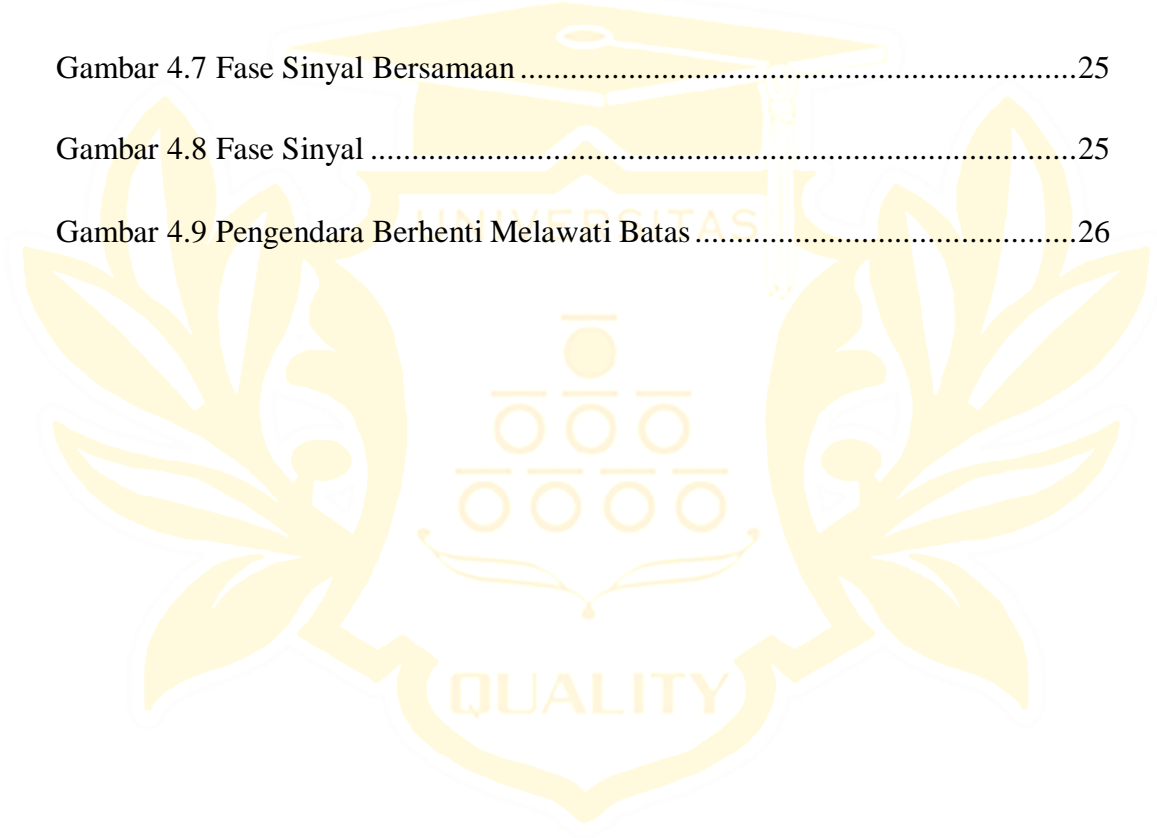 Gambar 4.7 Fase Sinyal Bersamaan ................................................................... 25
Gambar 4.8 Fase Sinyal ..................................................................................... 25
UNIVERSITAS
Gambar 4.9 Pengendara Berhenti Melawati Batas .............................................. 26
QUALITY